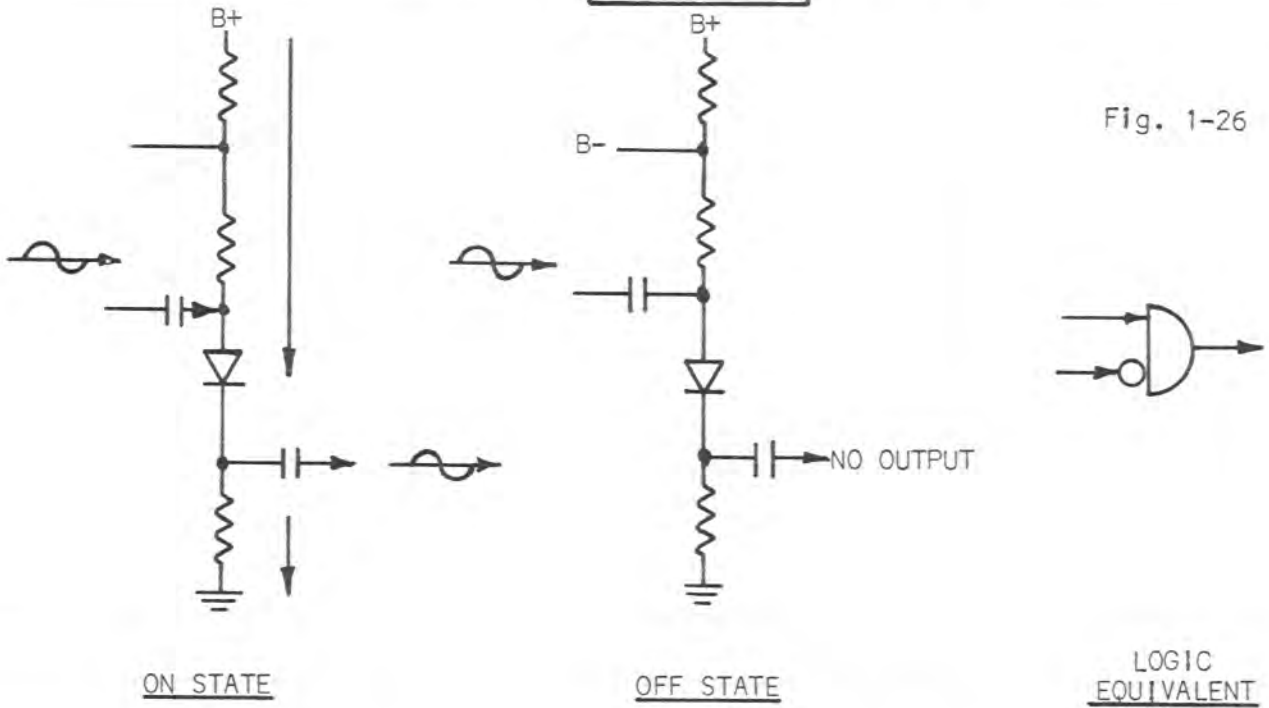 B+
B+
Fig. 1-26
B-
NO OUTPUT
ON STATE
OFF STATE
LOGIC
EQUIVALENT